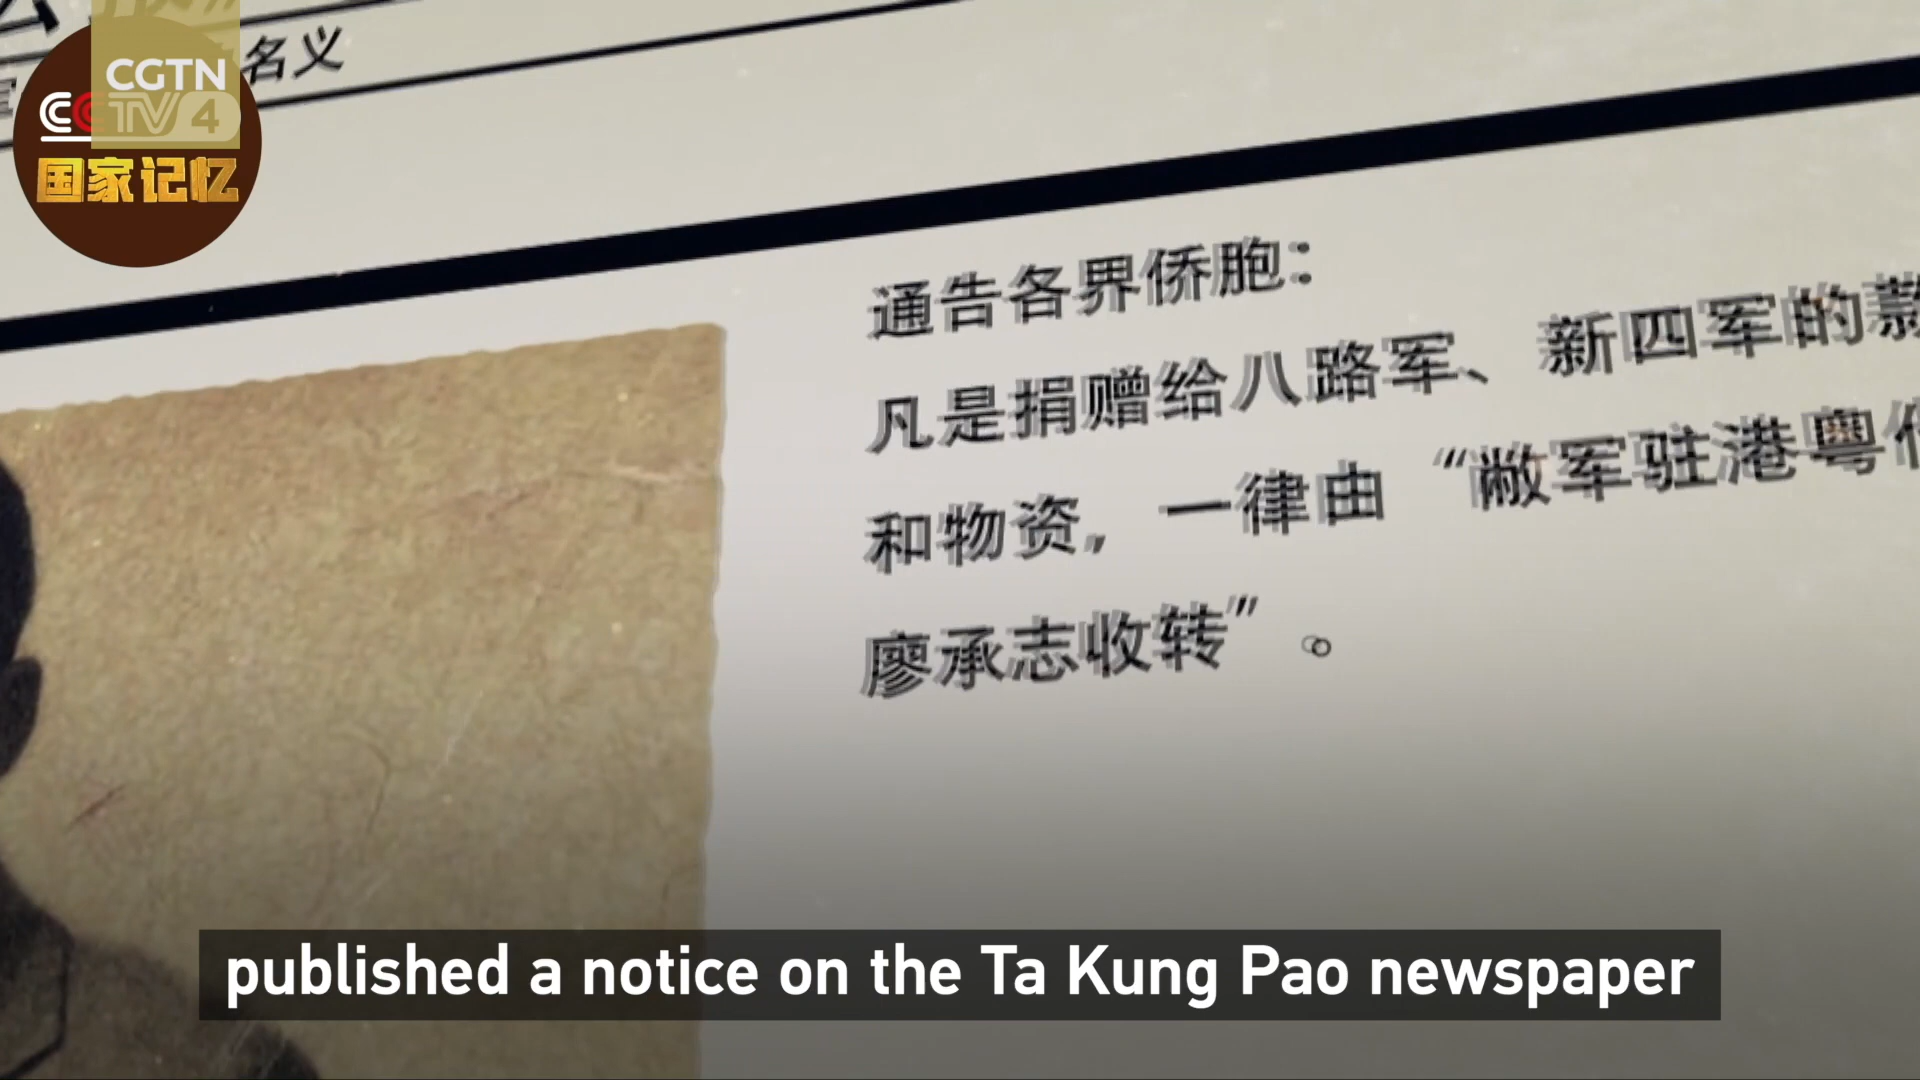 名义
CGTN
CCTV 4
国家记忆
通告各界侨胞：
凡是捐赠给八路军、新四军的款
和物资，一律由“敝军驻港粤代
廖承志收转”。
published a notice on the Ta Kung Pao newspaper